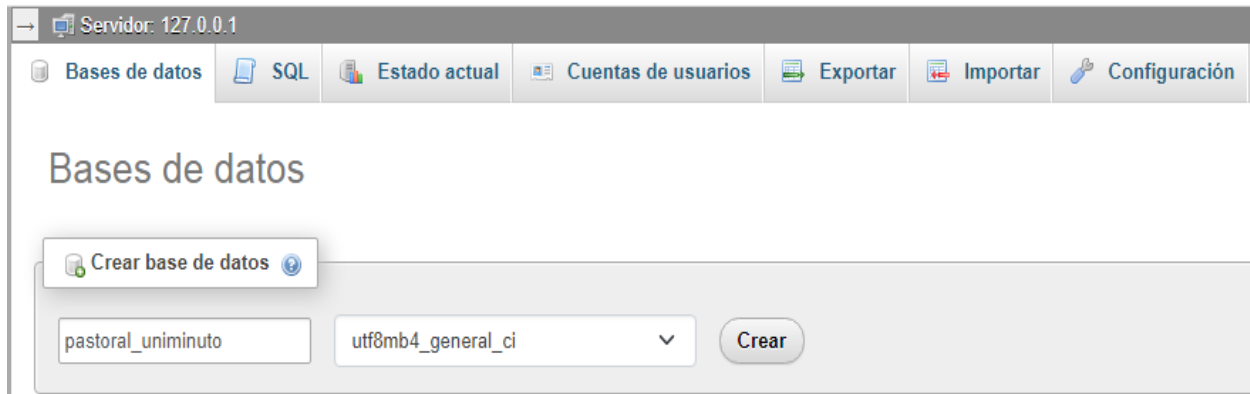 Servidor: 127.0.0.1
Bases de datos SQL Estado actual Cuentas de usuarios Exportar Importar Configuración
Bases de datos
Crear base de datos
pastoral_uniminuto utf8mb4_general_ci Crear